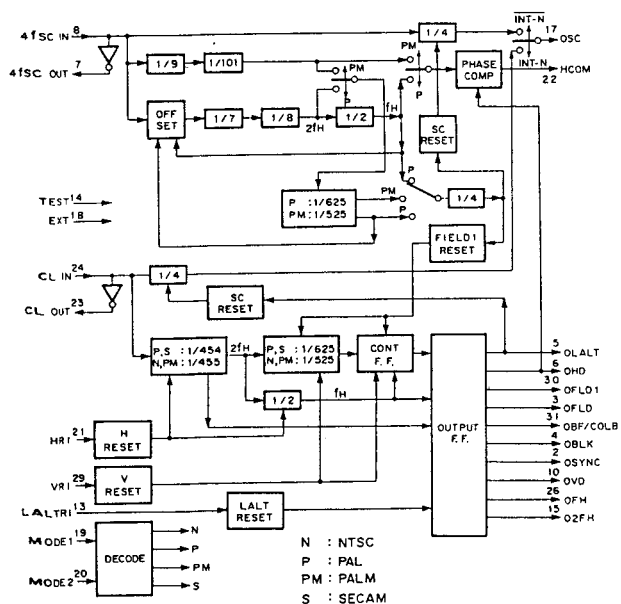 4fSC IN 8
4fSC OUT 7
1/9
1/101
PM
P
OFF SET
1/7
1/8
2fH
1/2
fH
1/4
INT-N
17 OSC
INT-N
PM
P
PHASE COMP
HCOM 22
SC RESET
TEST 14
EXT 18
P : 1/625
PM: 1/525
PM
P
P
1/4
FIELD1 RESET
CL IN 24
CL OUT 23
1/4
SC RESET
P,S : 1/454
N,PM: 1/455
2fH
P,S : 1/625
N,PM: 1/525
CONT F.F.
1/2
fH
OUTPUT F.F.
5 OLALT
6 OHD
30 OFLD1
3 OFLD
31 OBF/COLB
4 OBLK
2 OSYNC
10 OVD
26 OFH
15 O2FH
HRI 21
H RESET
VRI 29
V RESET
LALTRI 13
LALT RESET
MODE1 19
MODE2 20
DECODE
N
P
PM
S
N : NTSC
P : PAL
PM : PALM
S : SECAM